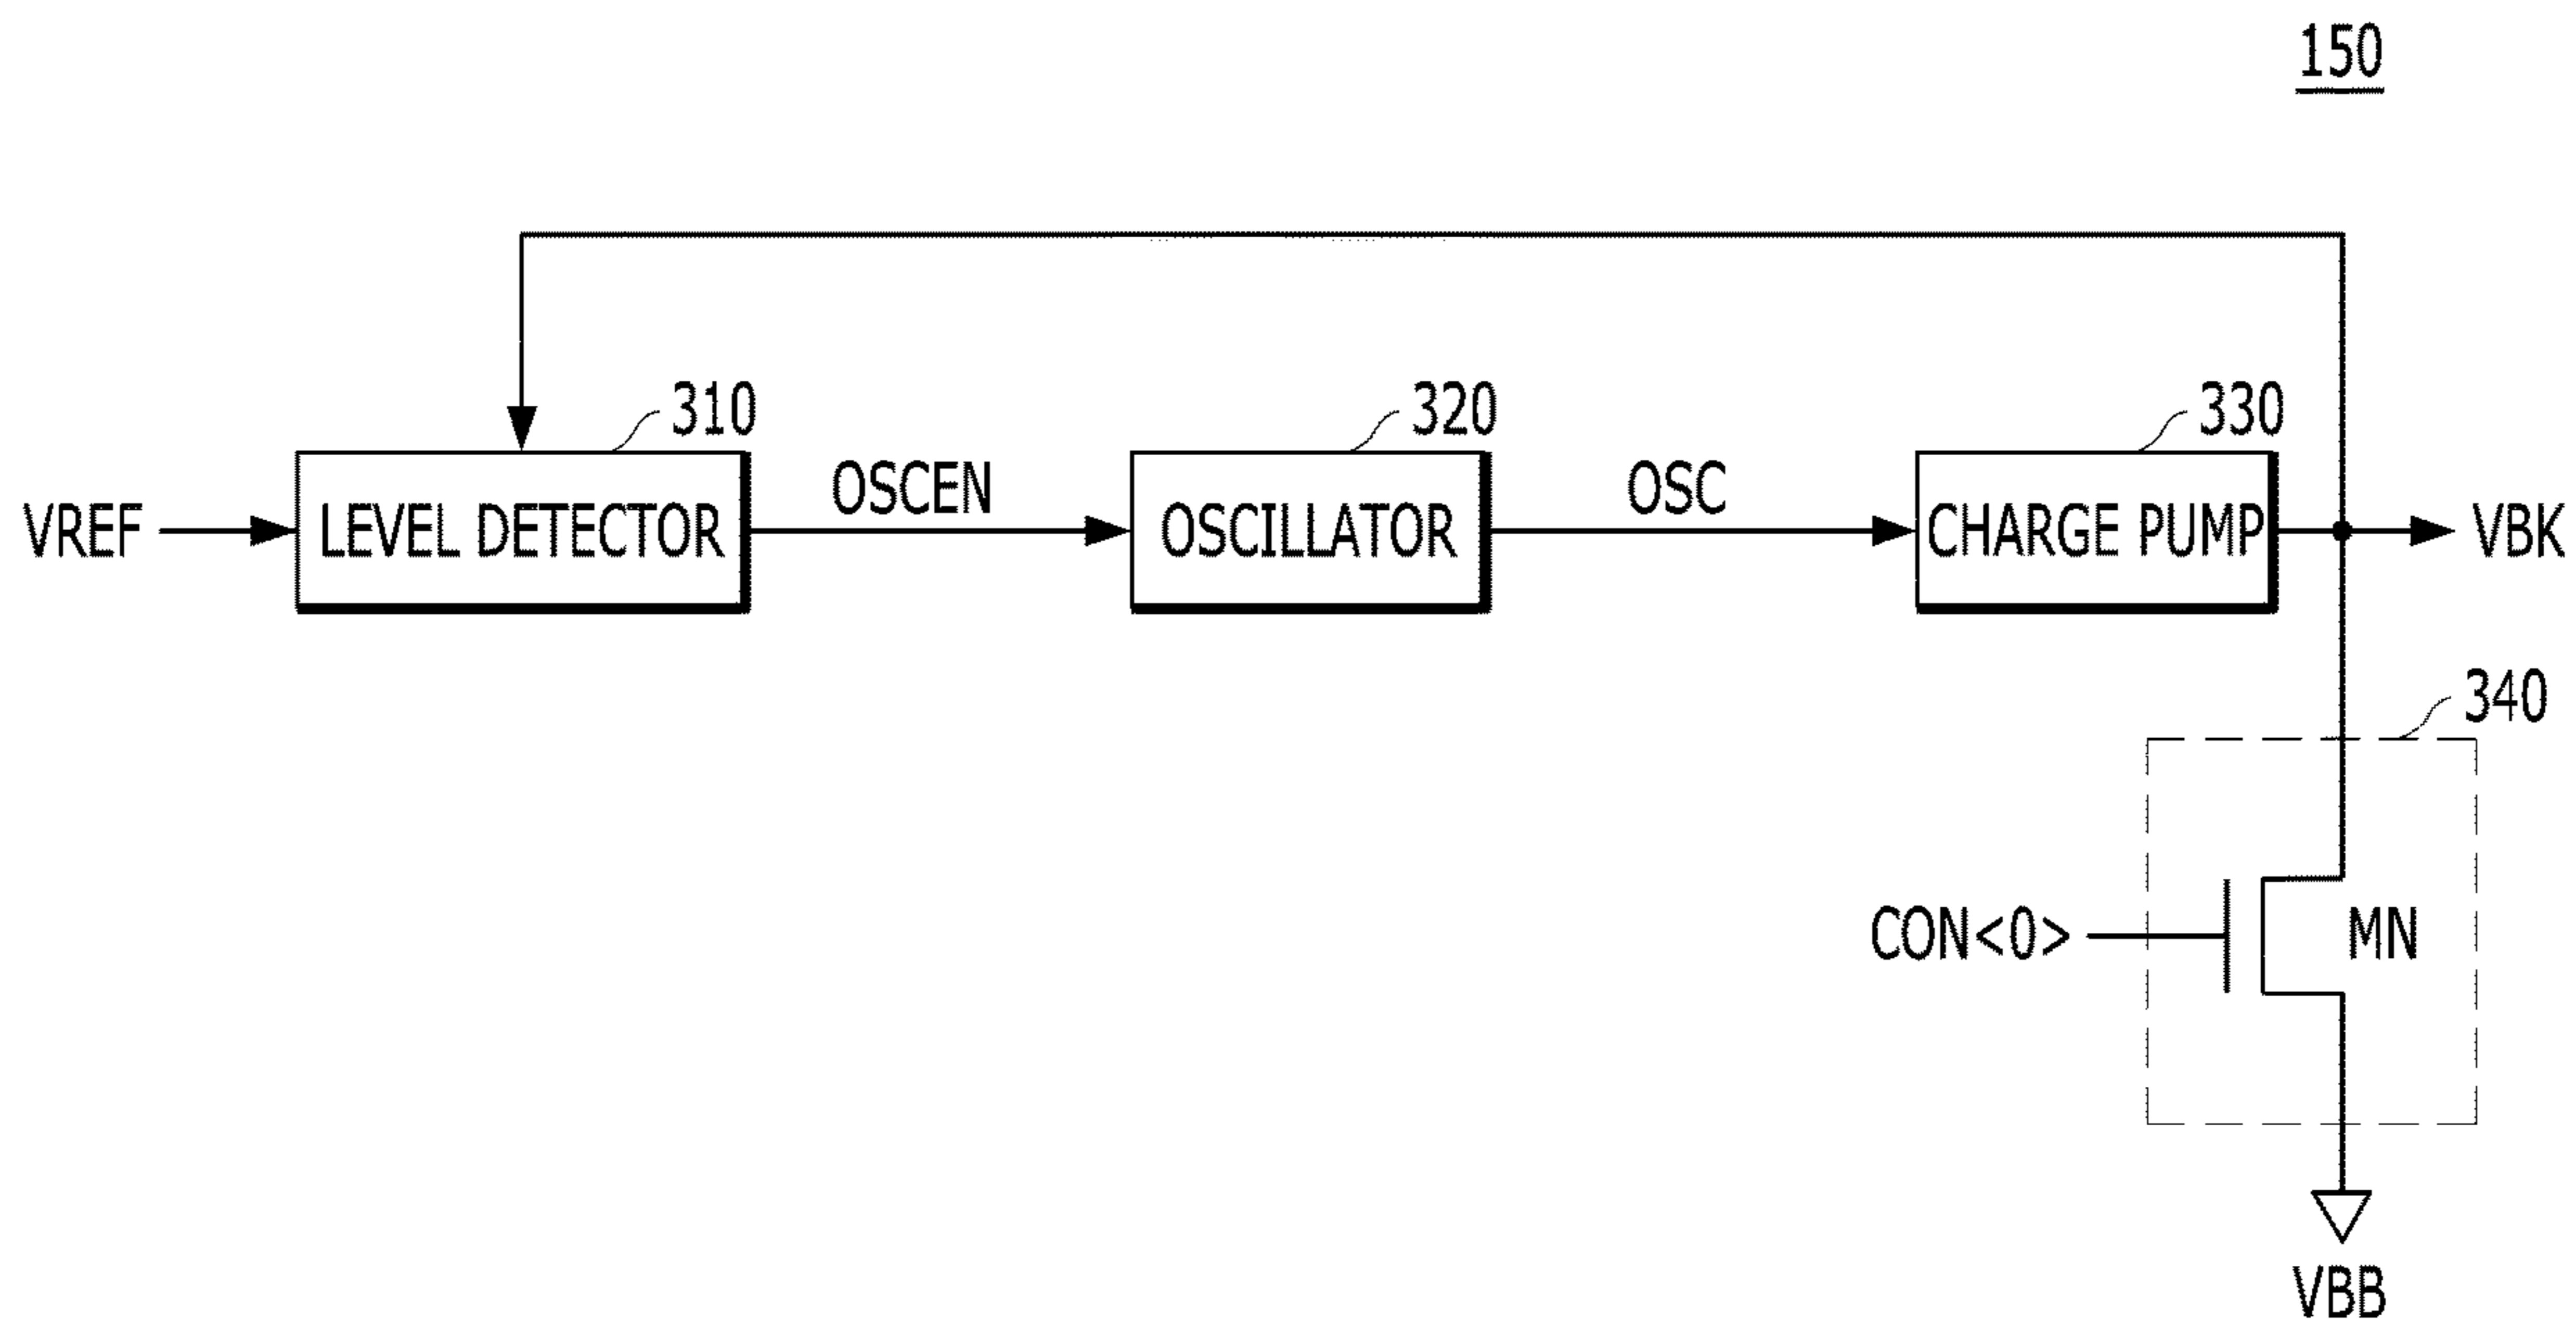 150
310
320
330
VREF
LEVEL DETECTOR
OSCEN
OSCILLATOR
OSC
CHARGE PUMP
VBK
340
CON<0>
MN
VBB